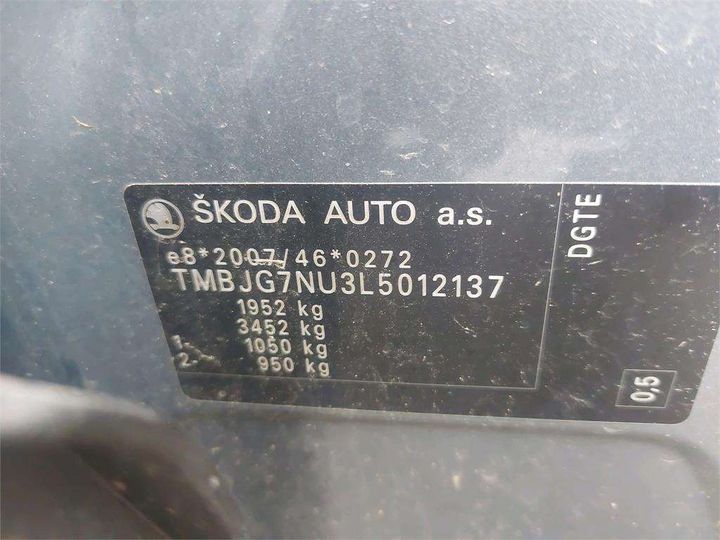 ŠKODA AUTO a.s.
e8*2007/46*0272
TMBJG7NU3L5012137
1952 kg
3452 kg
1. 1050 kg
2. 950 kg
DGTE
0,5